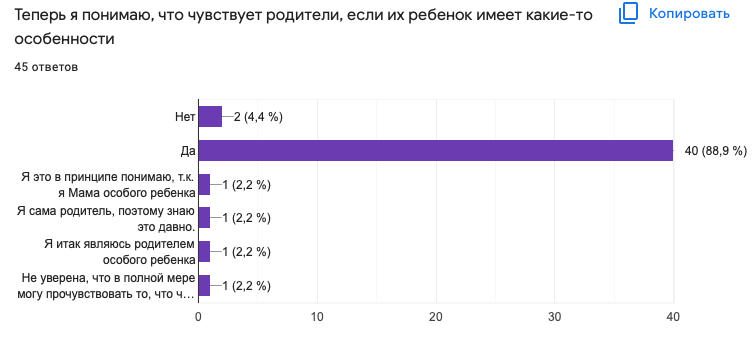 Теперь я понимаю, что чувствует родители, если их ребенок имеет какие-то
особенности
Копировать
45 ответов
Нет
2 (4,4 %)
Да
40 (88,9 %)
Я это в принципе понимаю, т.к.
я Мама особого ребенка
1 (2,2 %)
Я сама родитель, поэтому знаю
это давно.
1 (2,2 %)
Я итак являюсь родителем
особого ребенка
1 (2,2 %)
Не уверена, что в полной мере
могу прочувствовать то, что ч…
1 (2,2 %)
0 10 20 30 40